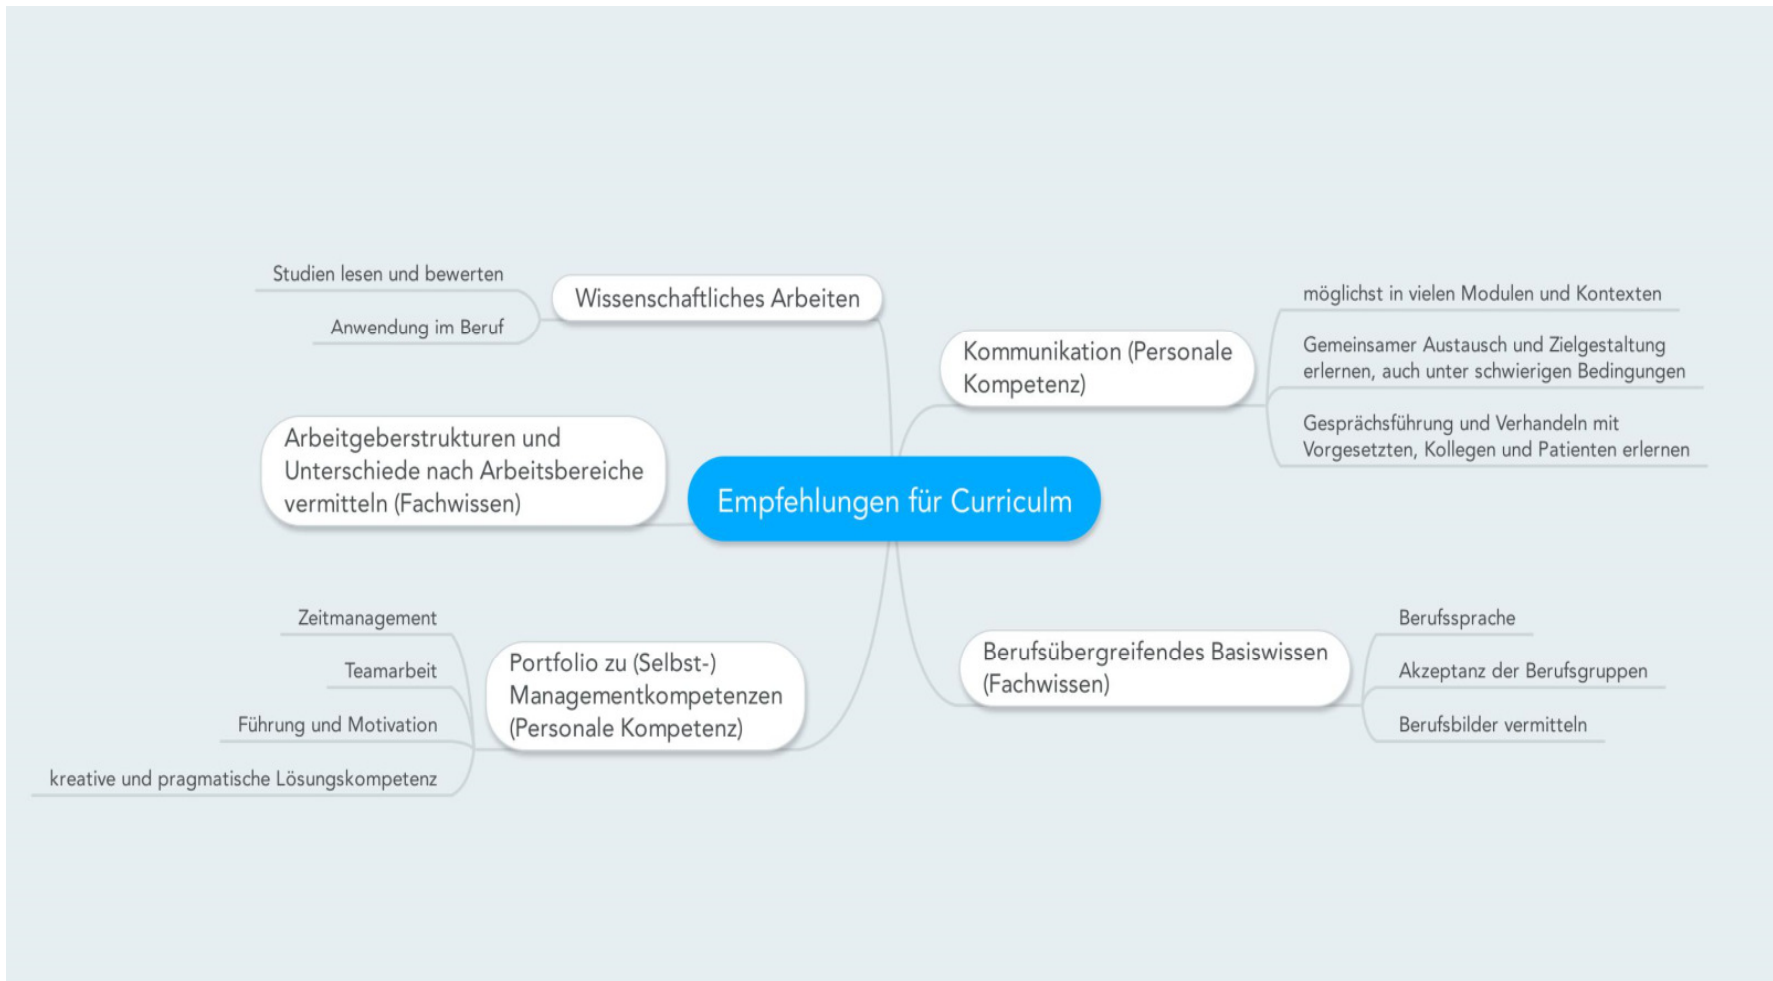 Empfehlungen für Curriculm
Wissenschaftliches Arbeiten
Studien lesen und bewerten
Anwendung im Beruf
Arbeitgeberstrukturen und
Unterschiede nach Arbeitsbereiche
vermitteln (Fachwissen)
Portfolio zu (Selbst-)
Managementkompetenzen
(Personale Kompetenz)
Zeitmanagement
Teamarbeit
Führung und Motivation
kreative und pragmatische Lösungskompetenz
Kommunikation (Personale
Kompetenz)
möglichst in vielen Modulen und Kontexten
Gemeinsamer Austausch und Zielgestaltung
erlernen, auch unter schwierigen Bedingungen
Gesprächsführung und Verhandeln mit
Vorgesetzten, Kollegen und Patienten erlernen
Berufsübergreifendes Basiswissen
(Fachwissen)
Berufssprache
Akzeptanz der Berufsgruppen
Berufsbilder vermitteln